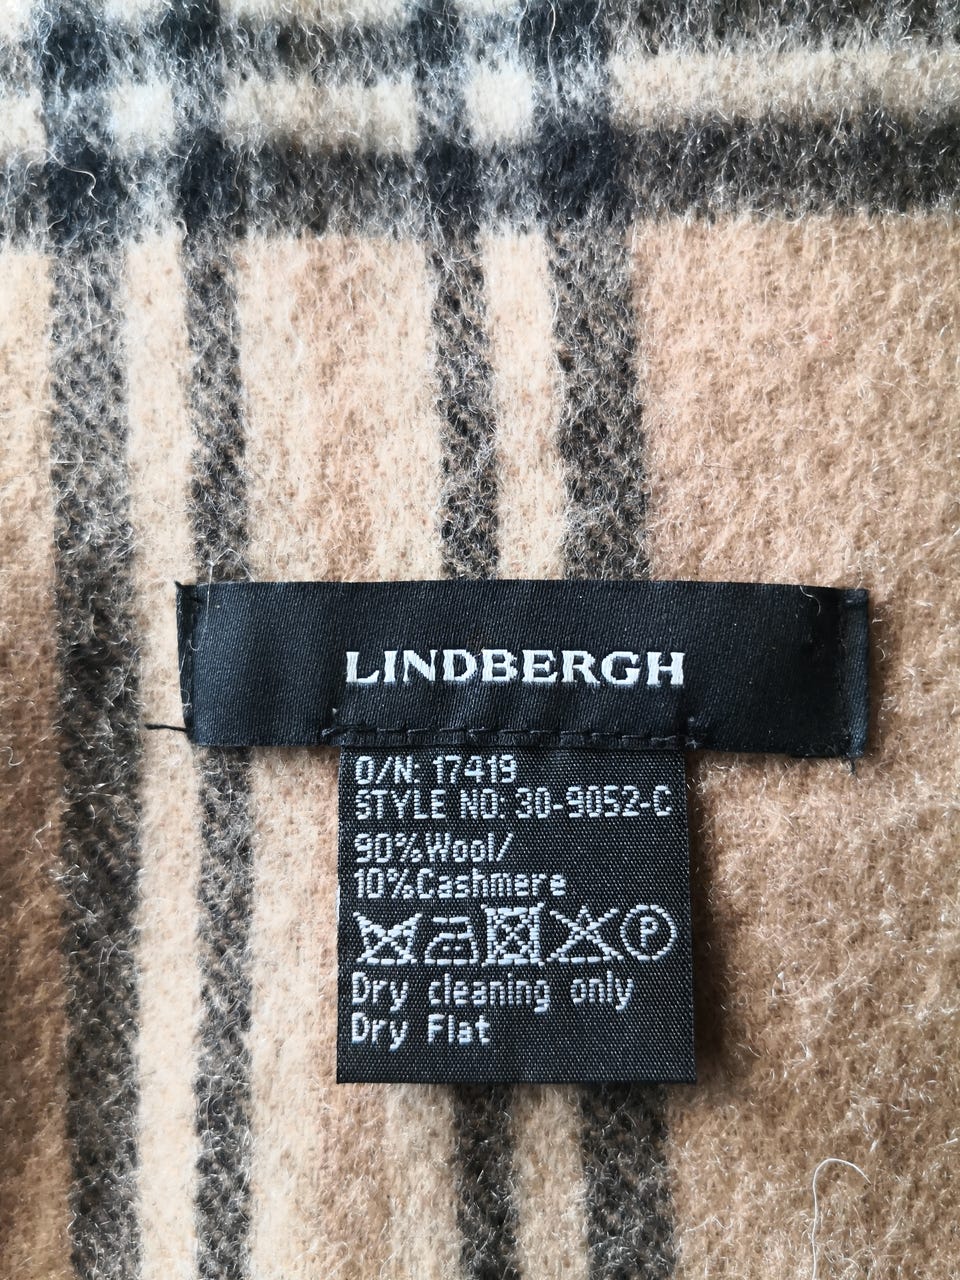 LINDBERGH
O/N: 17419
STYLE NO: 30-9052-C
90%Wool/
10%Cashmere
P
Dry cleaning only
Dry Flat